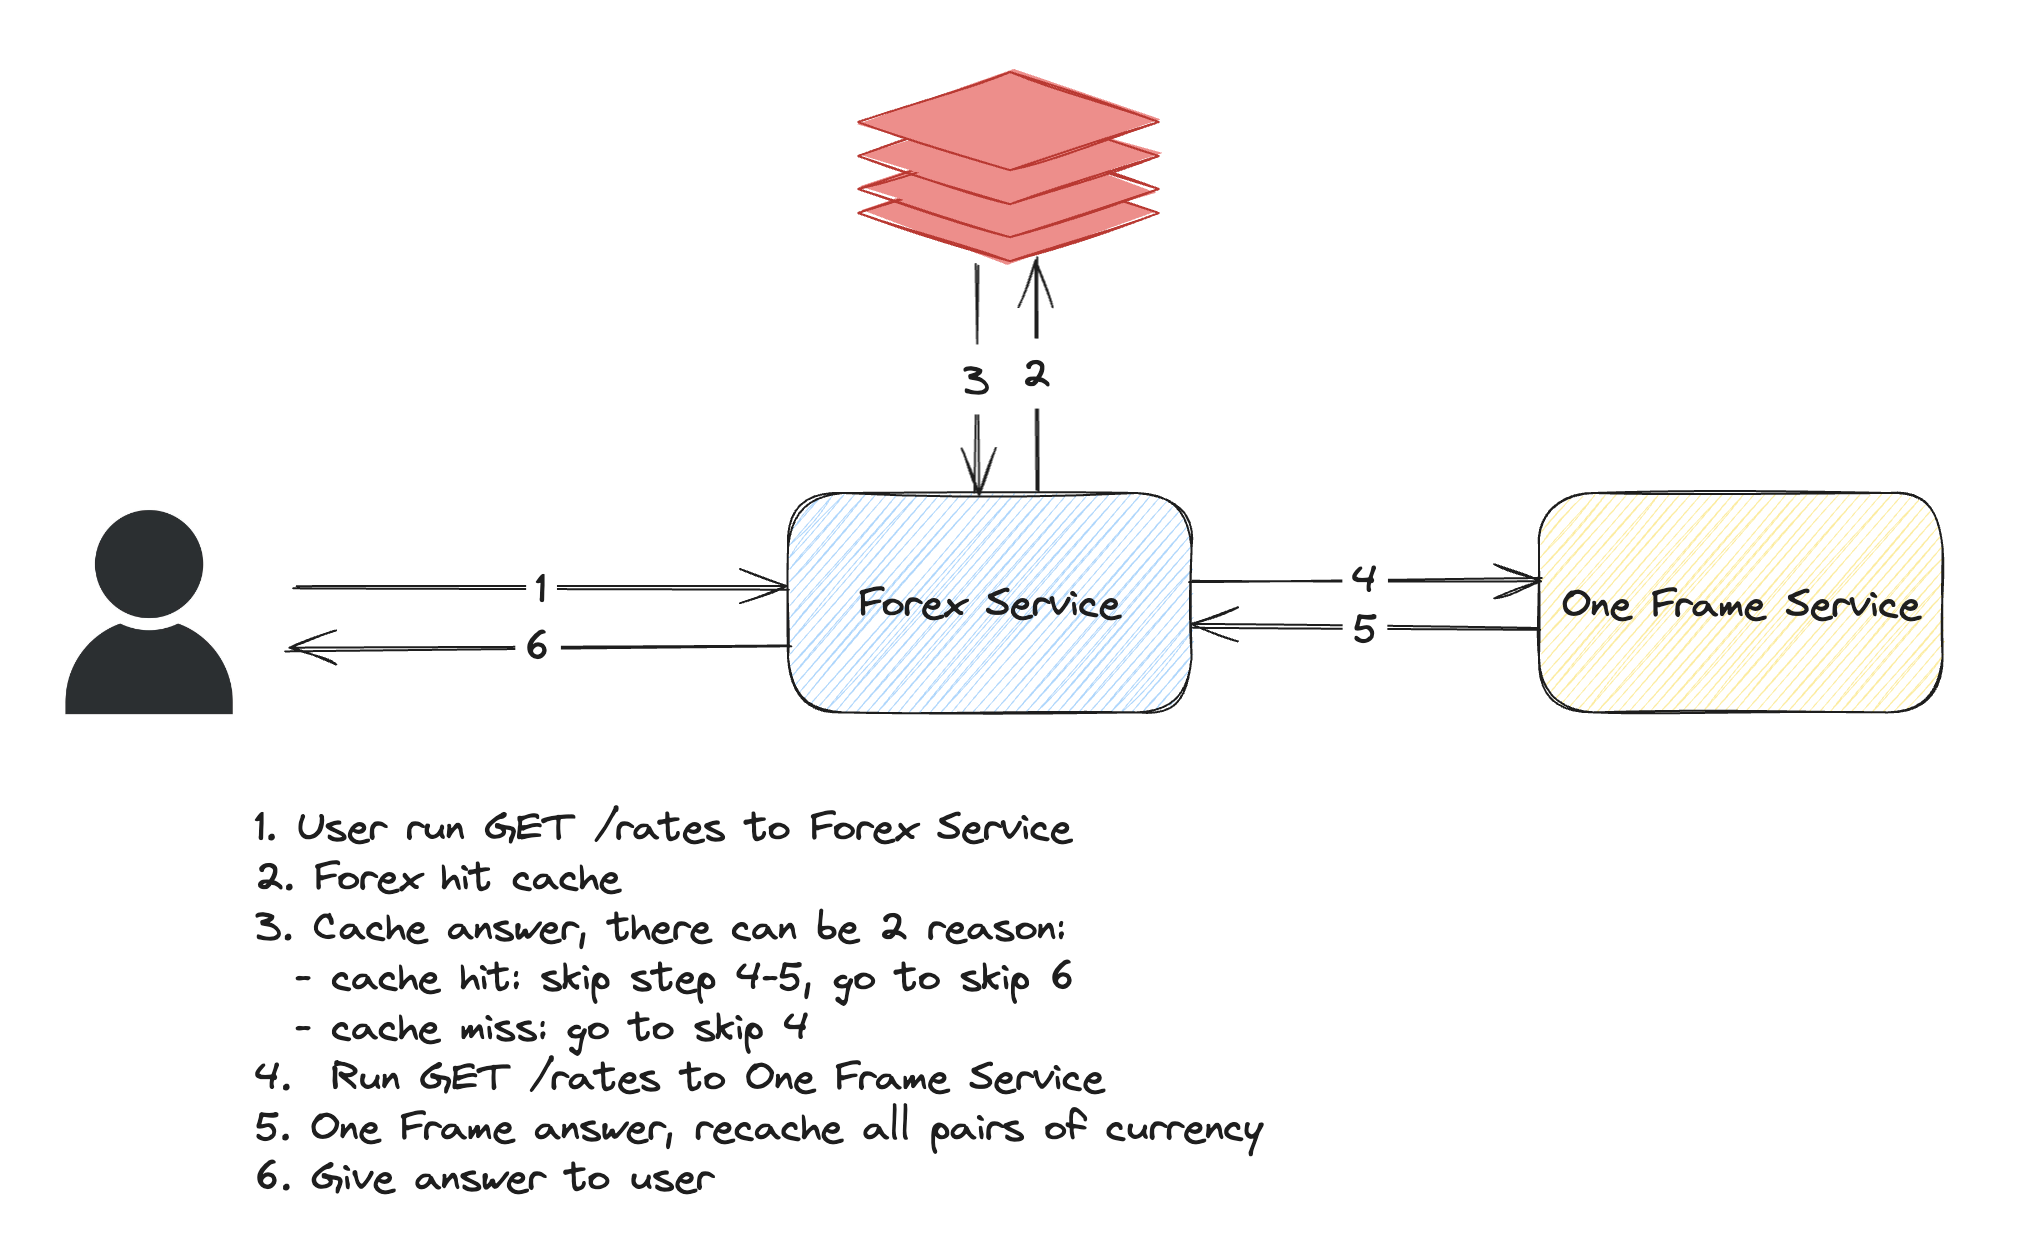 3 2
1
Forex Service
4
One Frame Service
6
5
1. User run GET /rates to Forex Service
2. Forex hit cache
3. Cache answer, there can be 2 reason:
- cache hit: skip step 4-5, go to skip 6
- cache miss: go to skip 4
4. Run GET /rates to One Frame Service
5. One Frame answer, recache all pairs of currency
6. Give answer to user